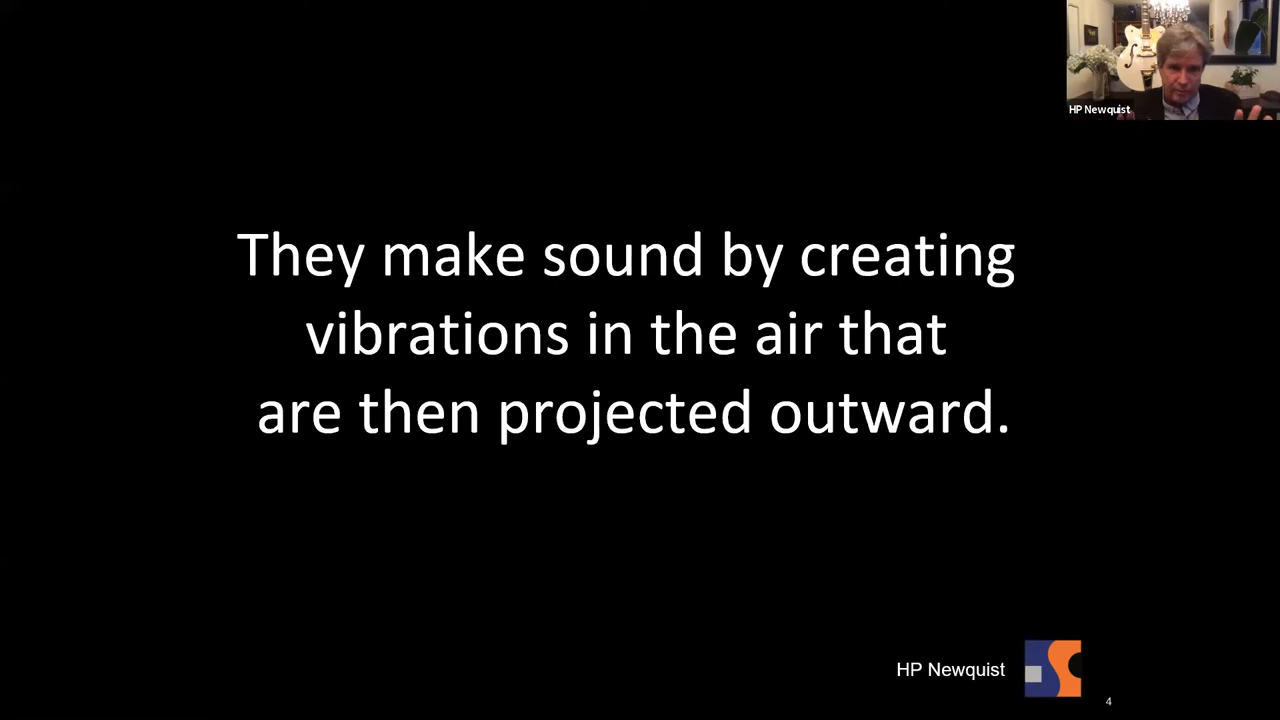 HP Newquist
They make sound by creating
vibrations in the air that
are then projected outward.
HP Newquist
4